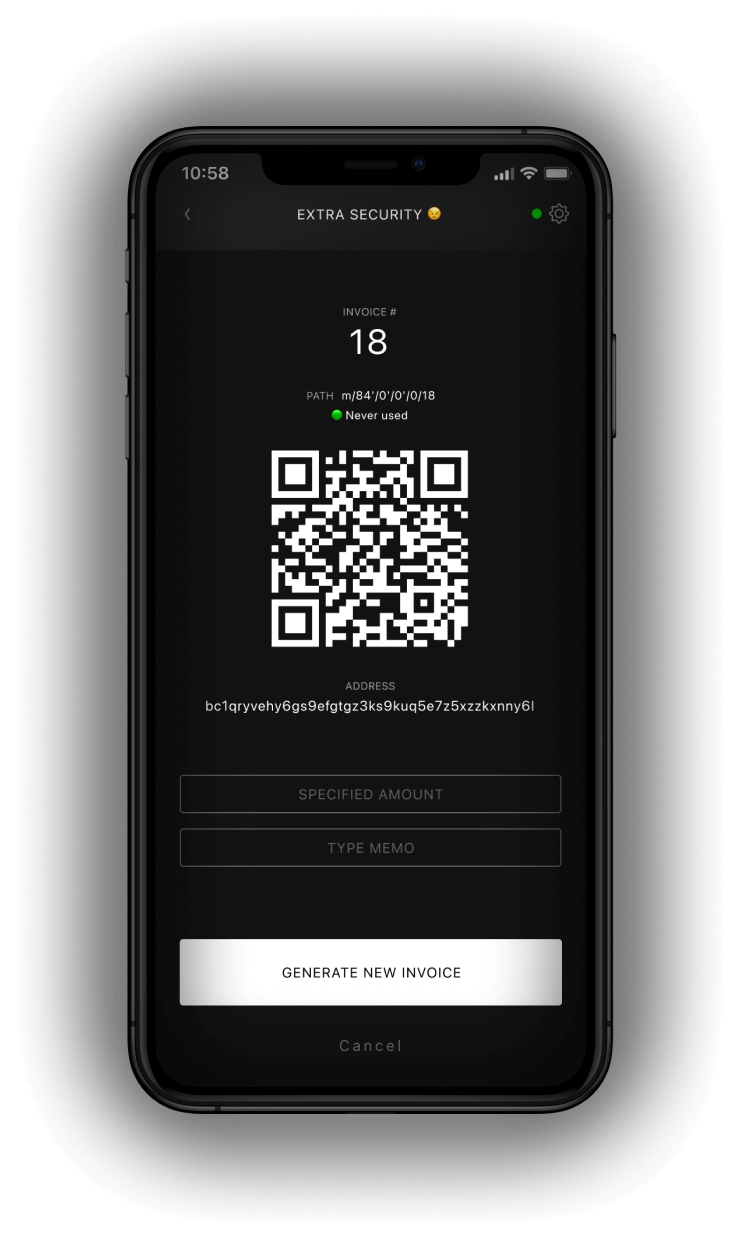 10:58
EXTRA SECURITY 😉
INVOICE #
18
PATH m/84'/0'/0'/0/18
Never used
ADDRESS
bc1qryvehy6gs9efgtgz3ks9kuq5e7z5xzzkxnny6l
SPECIFIED AMOUNT
TYPE MEMO
GENERATE NEW INVOICE
Cancel